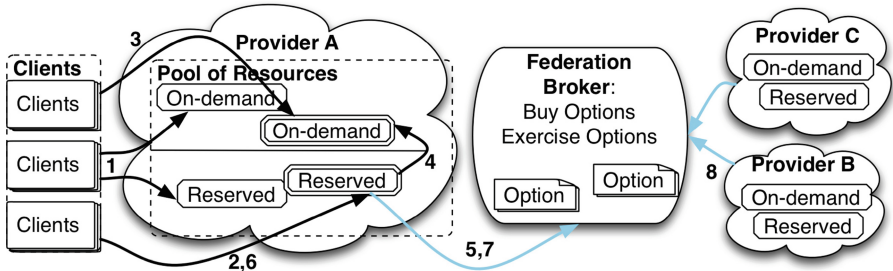 3
Provider A
Clients
Pool of Resources
Clients
On-demand
On-demand
Clients
1
4
Reserved
Reserved
Clients
2,6
5,7
Federation
Broker:
Buy Options
Exercise Options
Option
Option
Provider C
On-demand
Reserved
8
Provider B
On-demand
Reserved